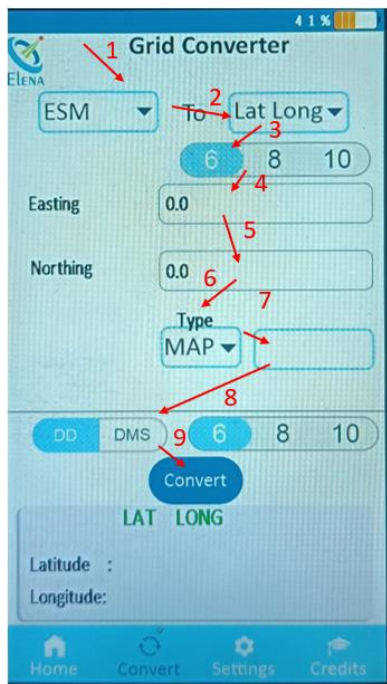 41%
1 Grid Converter
ELENA
2
ESM To Lat Long
3
6 8 10
4
Easting 0.0
5
Northing 0.0
6
7
Type
MAP
8
DD DMS 9 6 8 10
Convert
LAT LONG
Latitude :
Longitude:
Home Convert Settings Credits